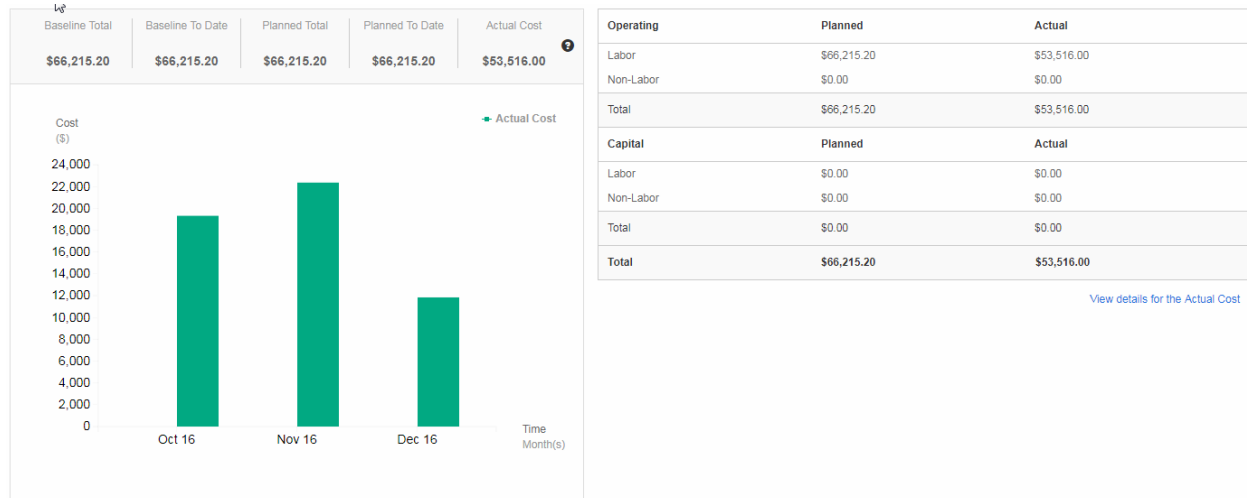 Baseline Total Baseline To Date Planned Total Planned To Date Actual Cost
$66,215.20 $66,215.20 $66,215.20 $66,215.20 $53,516.00 ?
Cost
($)
Actual Cost
24,000
22,000
20,000
18,000
16,000
14,000
12,000
10,000
8,000
6,000
4,000
2,000
0
Oct 16 Nov 16 Dec 16
Time
Month(s)
Operating Planned Actual
Labor $66,215.20 $53,516.00
Non-Labor $0.00 $0.00
Total $66,215.20 $53,516.00
Capital Planned Actual
Labor $0.00 $0.00
Non-Labor $0.00 $0.00
Total $0.00 $0.00
Total $66,215.20 $53,516.00
View details for the Actual Cost